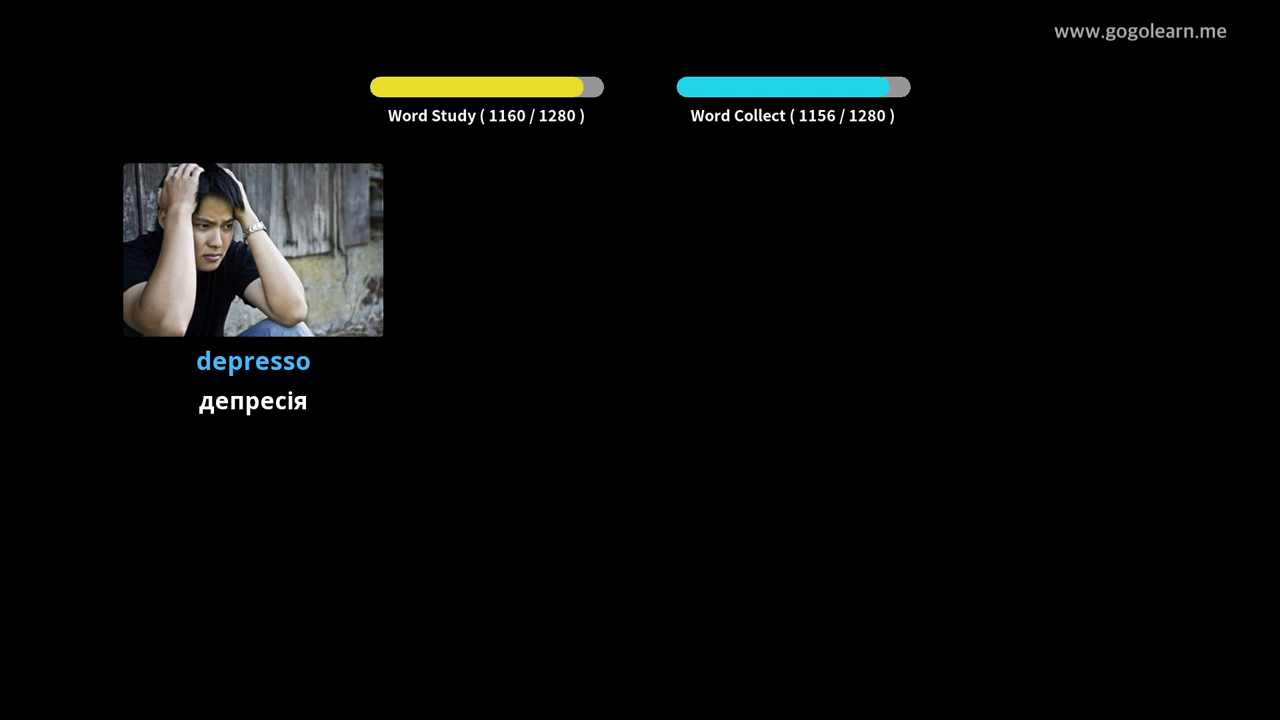 www.gogolearn.me
Word Study ( 1160 / 1280 )
Word Collect ( 1156 / 1280 )
depresso
депресія